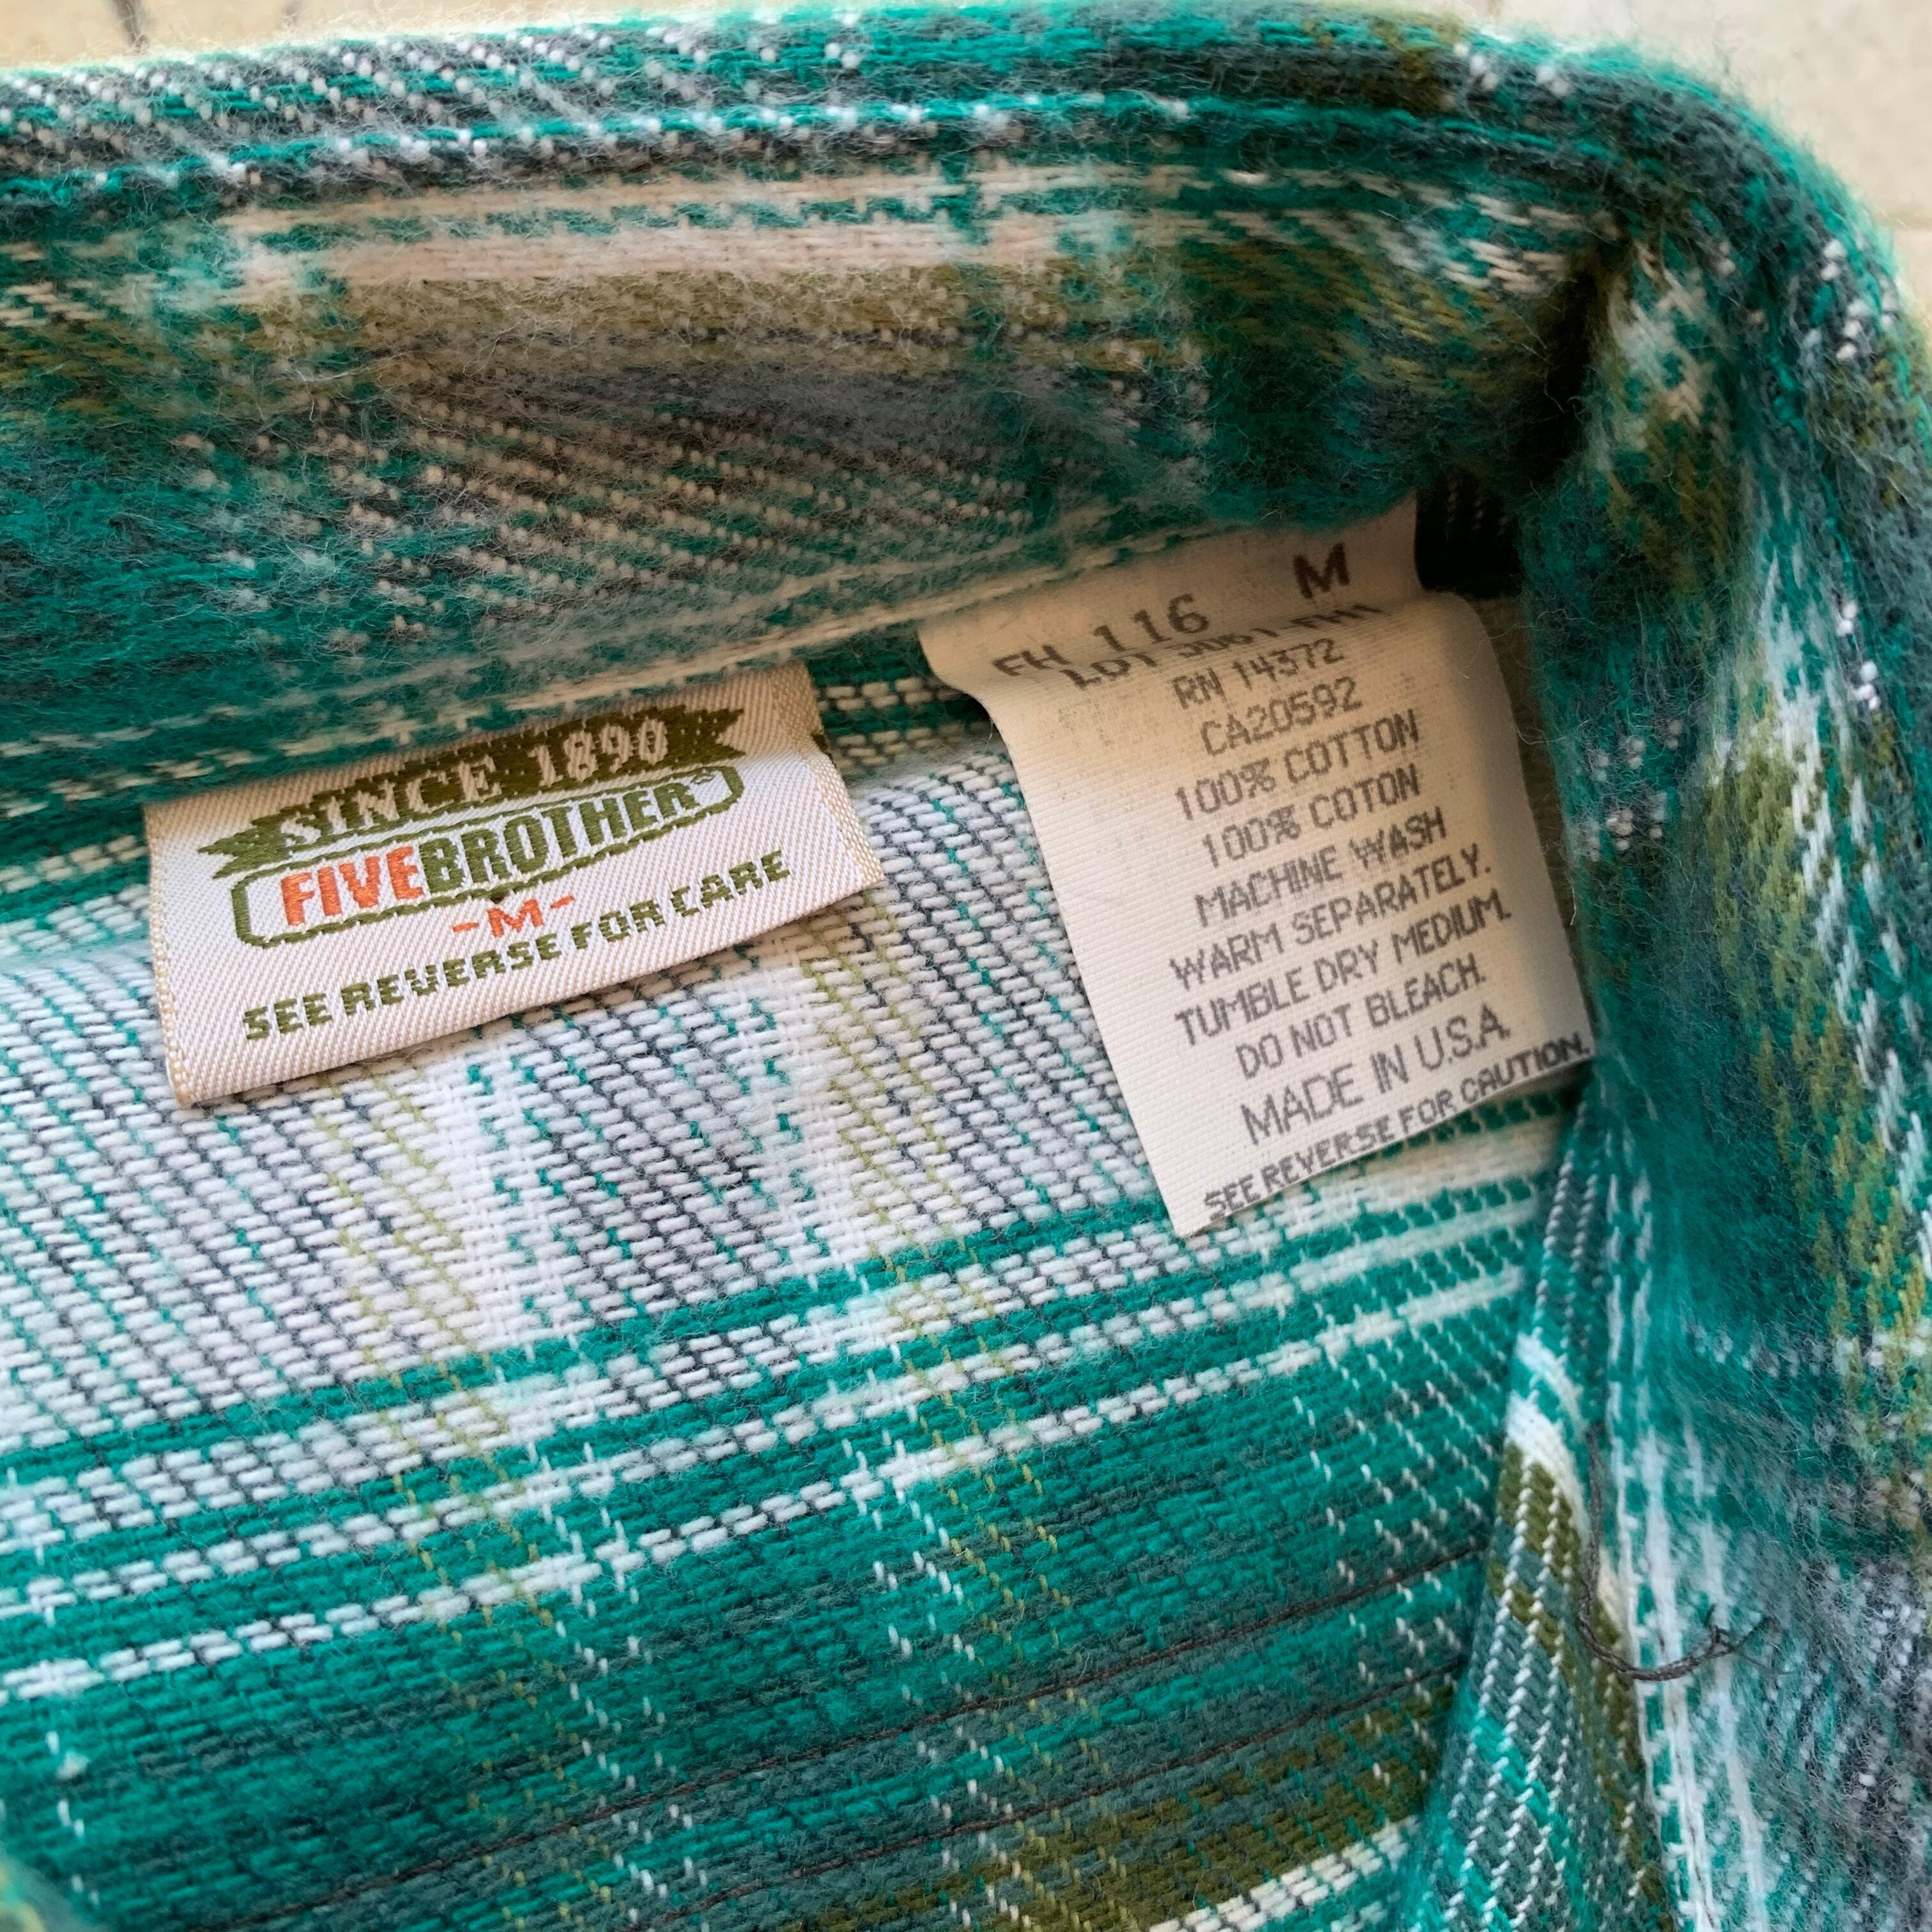 SINCE 1890
FIVEBROTHER
-M-
SEE REVERSE FOR CARE
FH 116 M
LOT
RN 14372
CA20592
100% COTTON
100% COTON
MACHINE WASH
WARM SEPARATELY.
TUMBLE DRY MEDIUM.
DO NOT BLEACH.
MADE IN U.S.A.
SEE REVERSE FOR CAUTION.